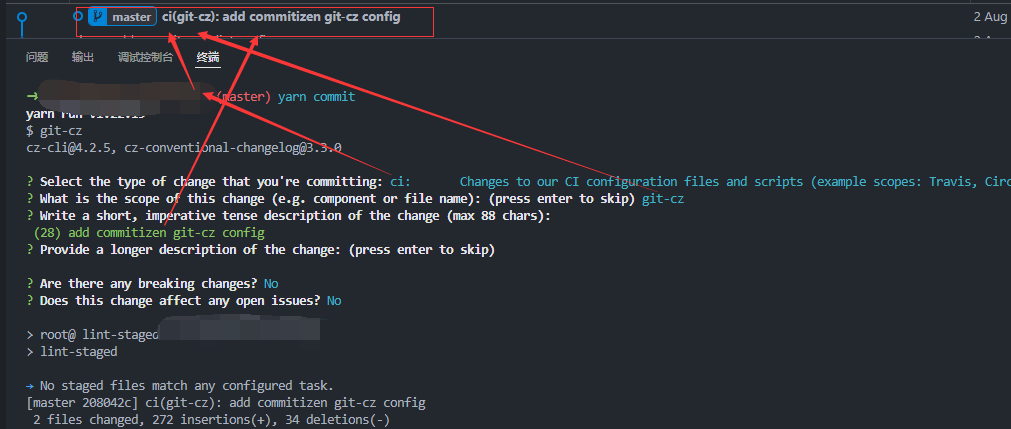 master ci(git-cz): add commitizen git-cz config 2 Aug
问题 输出 调试控制台 终端
→ (master) yarn commit
yarn run v1.22.19
$ git-cz
cz-cli@4.2.5, cz-conventional-changelog@3.3.0
? Select the type of change that you're committing: ci: Changes to our CI configuration files and scripts (example scopes: Travis, Circ
? What is the scope of this change (e.g. component or file name): (press enter to skip) git-cz
? Write a short, imperative tense description of the change (max 88 chars):
(28) add commitizen git-cz config
? Provide a longer description of the change: (press enter to skip)
? Are there any breaking changes? No
? Does this change affect any open issues? No
> root@ lint-staged
> lint-staged
→ No staged files match any configured task.
[master 208042c] ci(git-cz): add commitizen git-cz config
2 files changed, 272 insertions(+), 34 deletions(-)